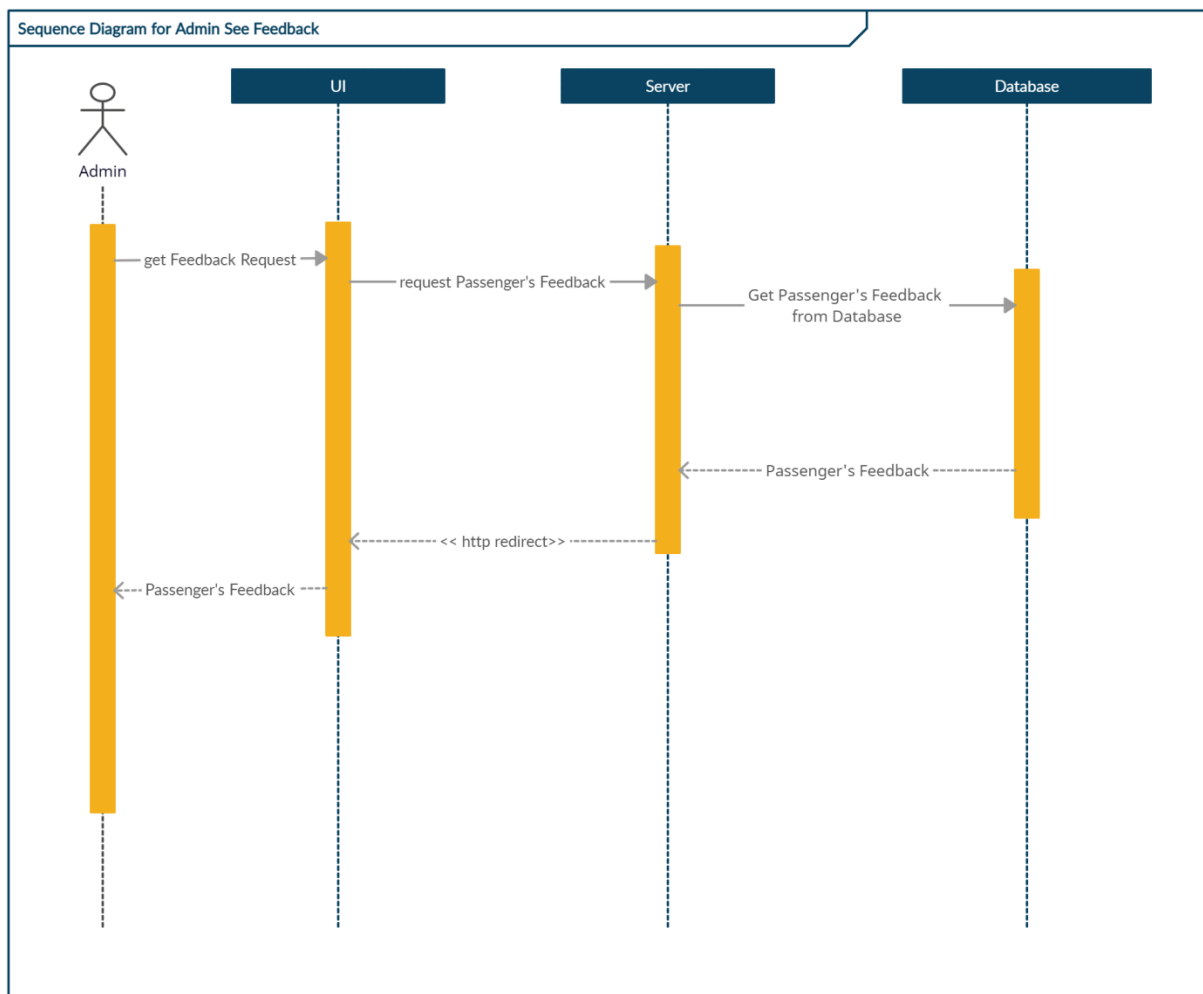 Sequence Diagram for Admin See Feedback
UI
Server
Database
Admin
get Feedback Request
request Passenger's Feedback
Get Passenger's Feedback
from Database
Passenger's Feedback
<< http redirect>>
Passenger's Feedback